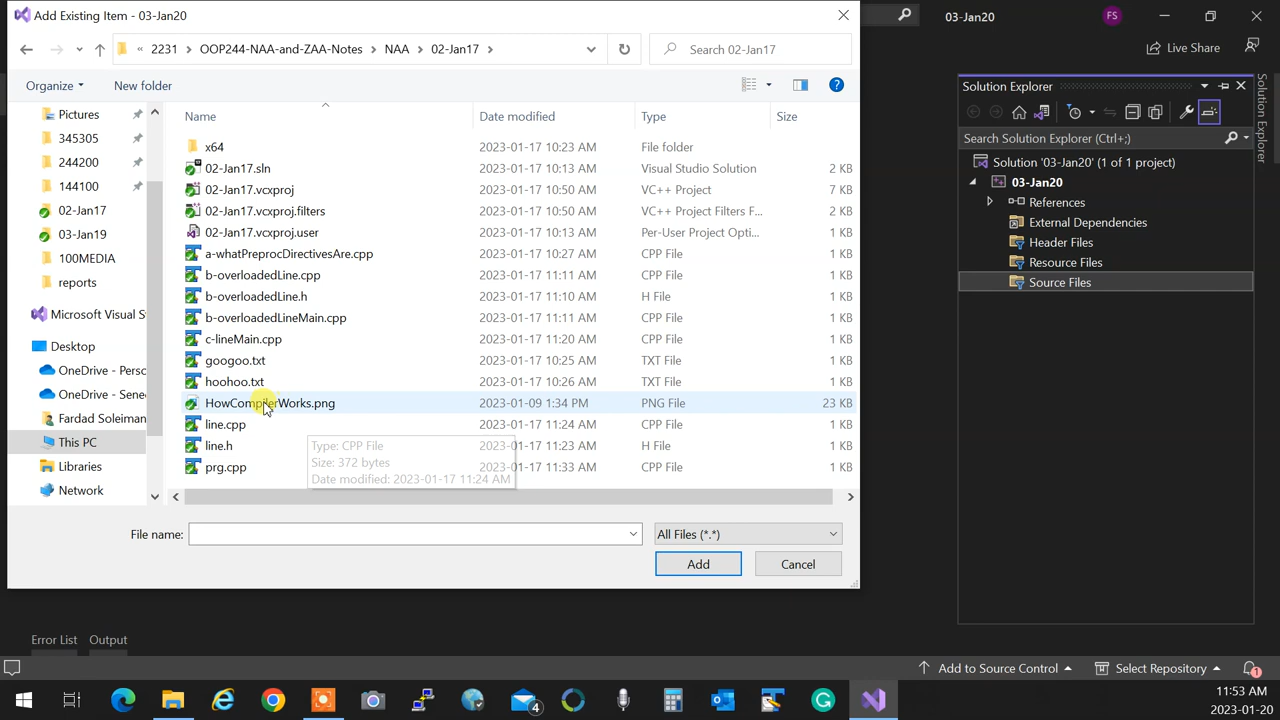 Add Existing Item - 03-Jan20
« 2231 › OOP244-NAA-and-ZAA-Notes › NAA › 02-Jan17 ›
Search 02-Jan17
Organize
New folder
Name Date modified Type Size
Pictures
345305
244200
144100
02-Jan17
03-Jan19
100MEDIA
reports
Microsoft Visual S
Desktop
OneDrive - Perso
OneDrive - Sene
Fardad Soleiman
This PC
Libraries
Network
x64 2023-01-17 10:23 AM File folder
02-Jan17.sln 2023-01-17 10:13 AM Visual Studio Solution 2 KB
02-Jan17.vcxproj 2023-01-17 10:50 AM VC++ Project 7 KB
02-Jan17.vcxproj.filters 2023-01-17 10:50 AM VC++ Project Filters F... 2 KB
02-Jan17.vcxproj.user 2023-01-17 10:13 AM Per-User Project Opti... 1 KB
a-whatPreprocDirectivesAre.cpp 2023-01-17 10:27 AM CPP File 1 KB
b-overloadedLine.cpp 2023-01-17 11:11 AM CPP File 1 KB
b-overloadedLine.h 2023-01-17 11:10 AM H File 1 KB
b-overloadedLineMain.cpp 2023-01-17 11:11 AM CPP File 1 KB
c-lineMain.cpp 2023-01-17 11:20 AM CPP File 1 KB
googoo.txt 2023-01-17 10:25 AM TXT File 1 KB
hoohoo.txt 2023-01-17 10:26 AM TXT File 1 KB
HowCompilerWorks.png 2023-01-09 1:34 PM PNG File 23 KB
line.cpp 2023-01-17 11:24 AM CPP File 1 KB
line.h 2023-01-17 11:23 AM H File 1 KB
prg.cpp 2023-01-17 11:33 AM CPP File 1 KB
Type: CPP File
Size: 372 bytes
Date modified: 2023-01-17 11:24 AM
File name:
All Files (*.*)
Add Cancel
03-Jan20
FS
Live Share
Solution Explorer
Search Solution Explorer (Ctrl+;)
Solution '03-Jan20' (1 of 1 project)
03-Jan20
References
External Dependencies
Header Files
Resource Files
Source Files
Solution Explorer
Error List Output
Add to Source Control
Select Repository
1
4
11:53 AM
2023-01-20